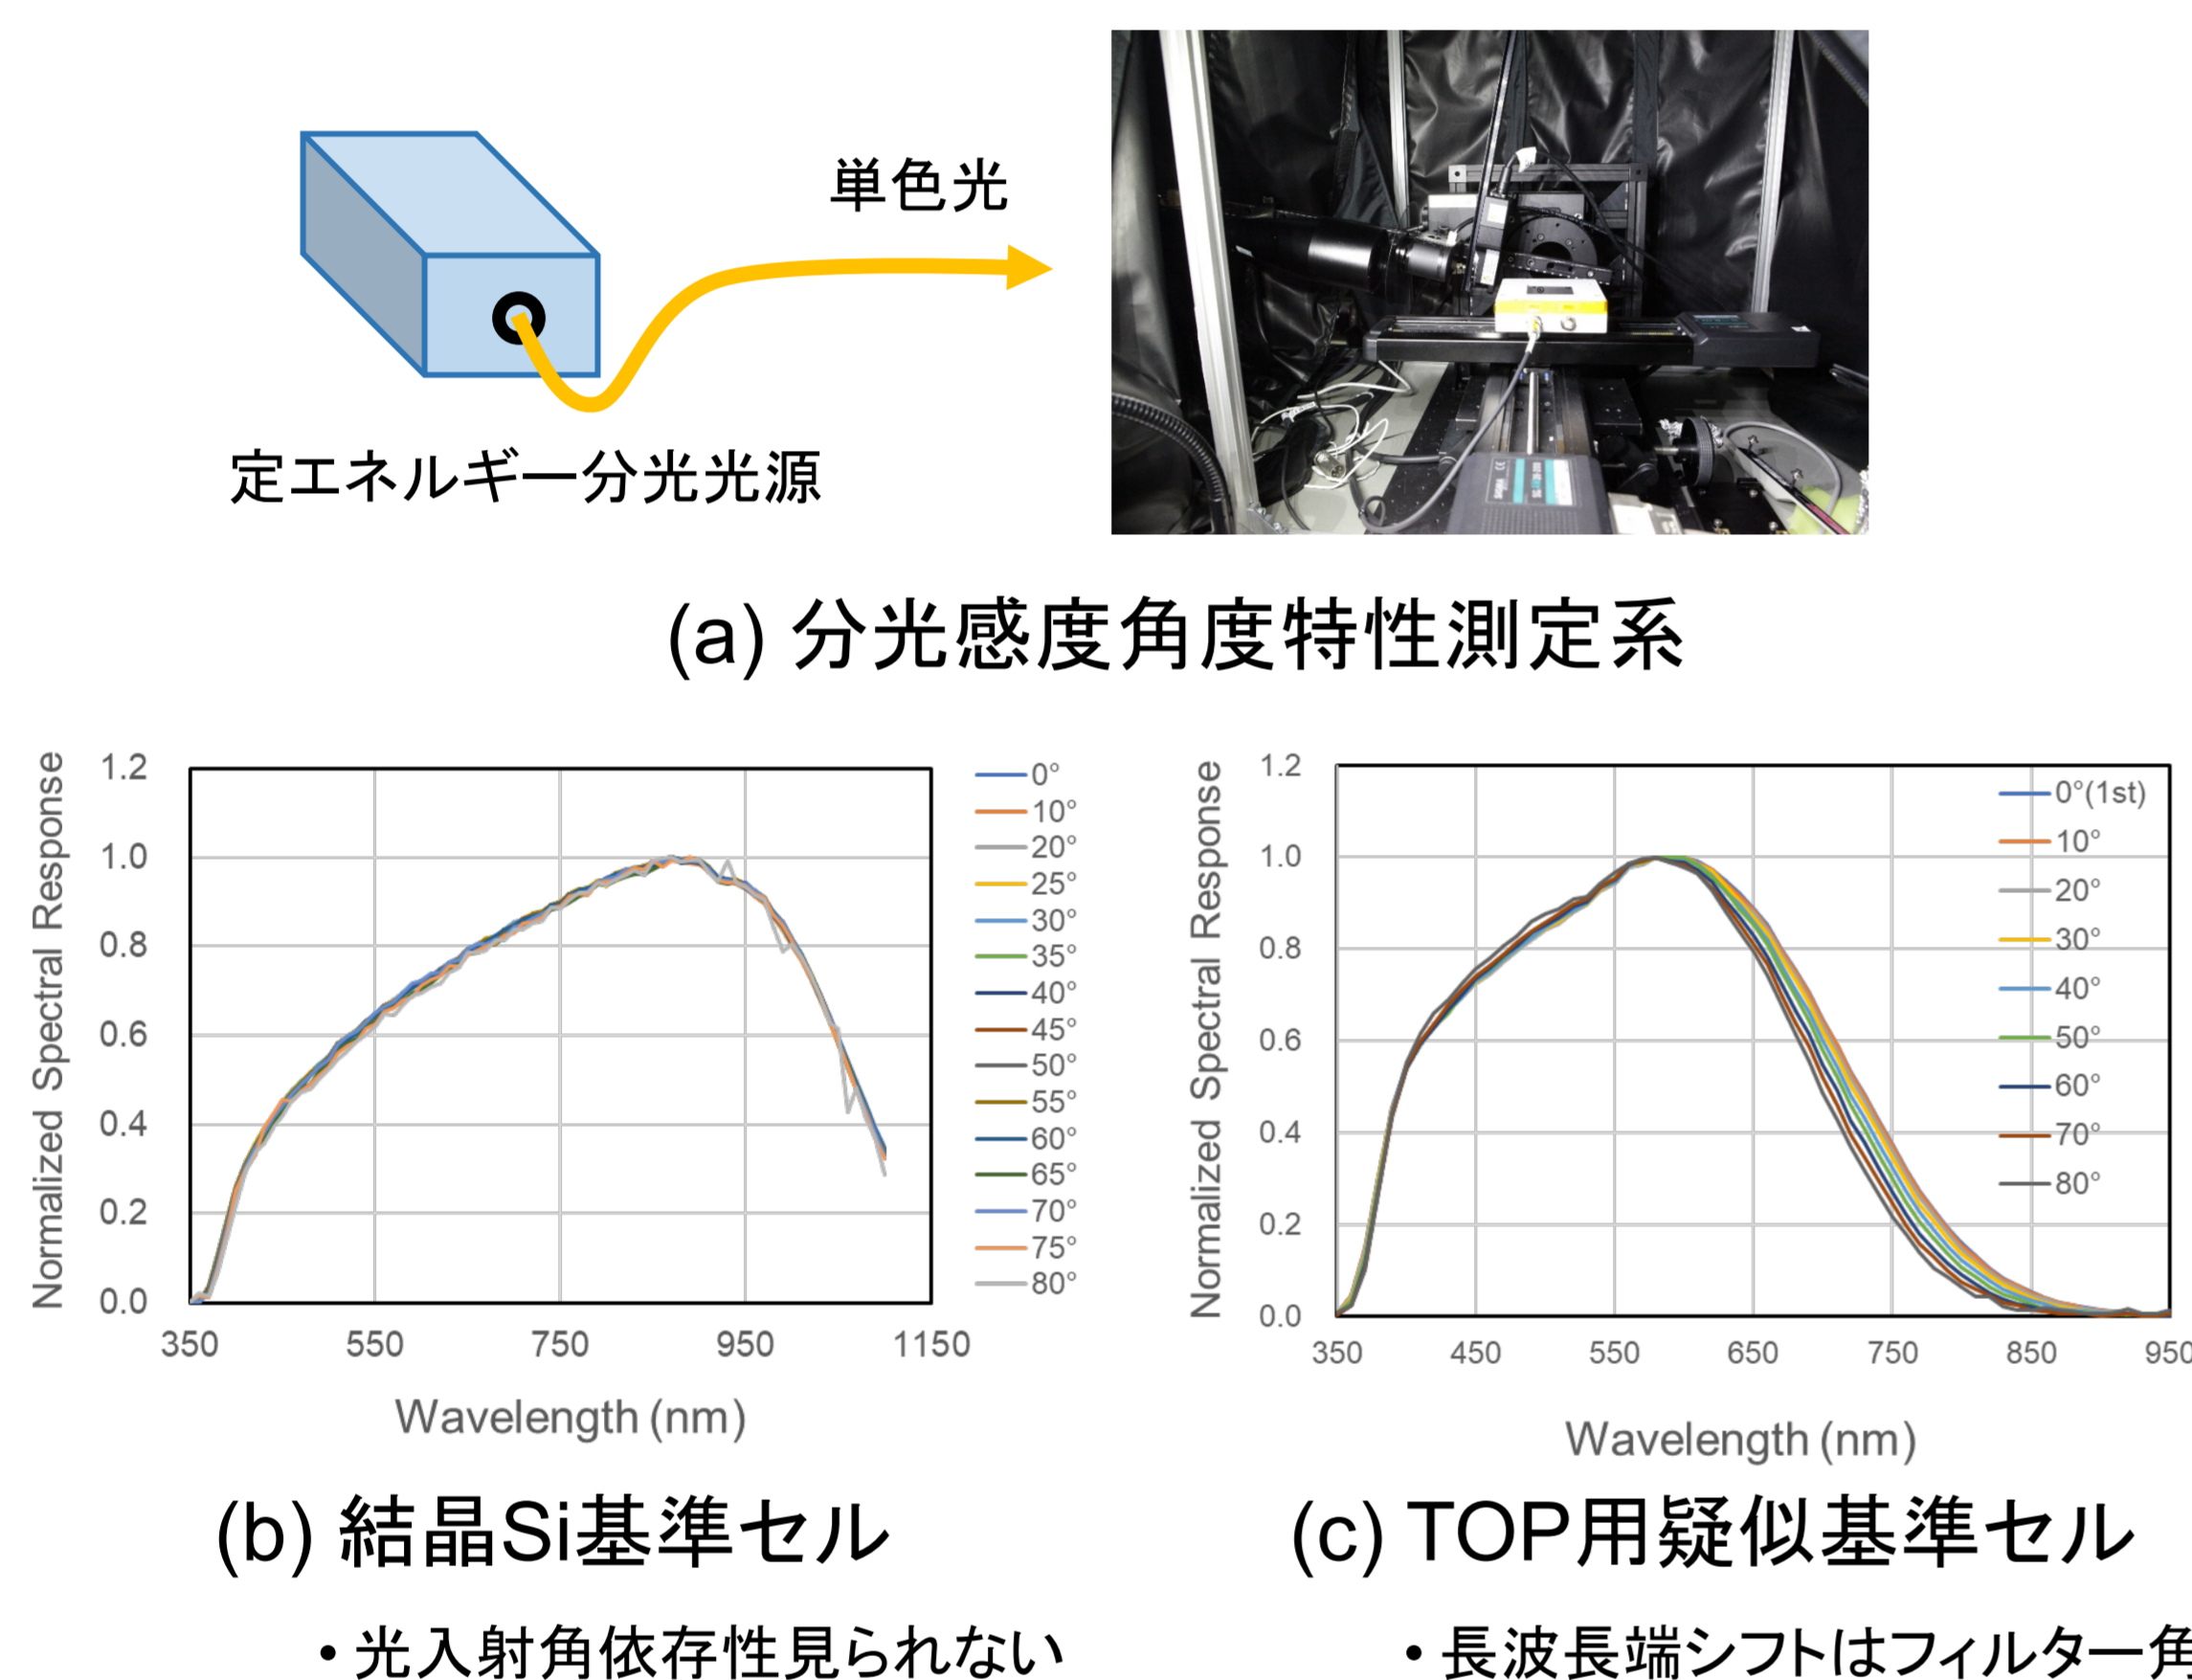 単色光
定エネルギー分光光源
(a) 分光感度角度特性測定系
Normalized Spectral Response
1.2
1.0
0.8
0.6
0.4
0.2
0.0
350 550 750 950 1150
Wavelength (nm)
0°
10°
20°
25°
30°
35°
40°
45°
50°
55°
60°
65°
70°
75°
80°
(b) 結晶Si基準セル
・光入射角依存性見られない
Normalized Spectral Response
1.2
1.0
0.8
0.6
0.4
0.2
0.0
350 450 550 650 750 850 950
Wavelength (nm)
0°(1st)
10°
20°
30°
40°
50°
60°
70°
80°
(c) TOP用疑似基準セル
・長波長端シフトはフィルター角